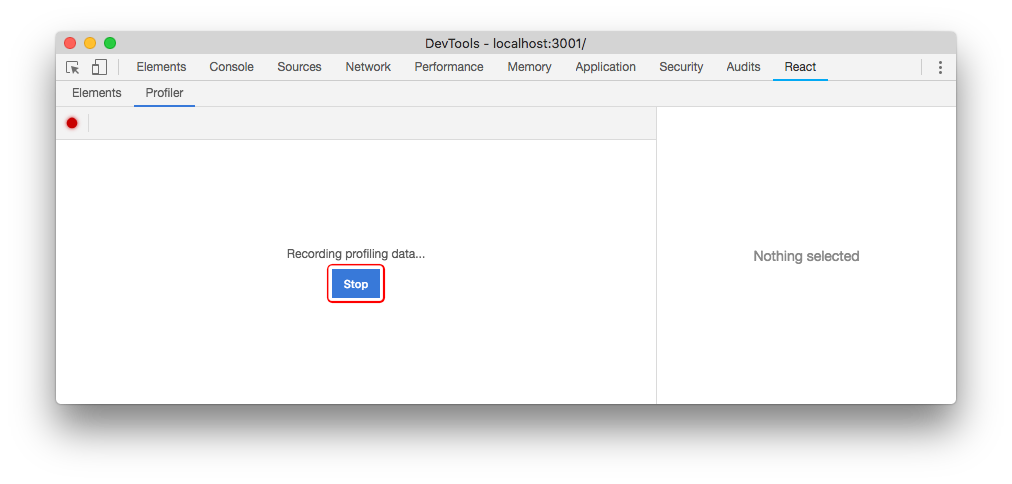 DevTools - localhost:3001/
Elements Console Sources Network Performance Memory Application Security Audits React
Elements Profiler
Recording profiling data...
Stop
Nothing selected